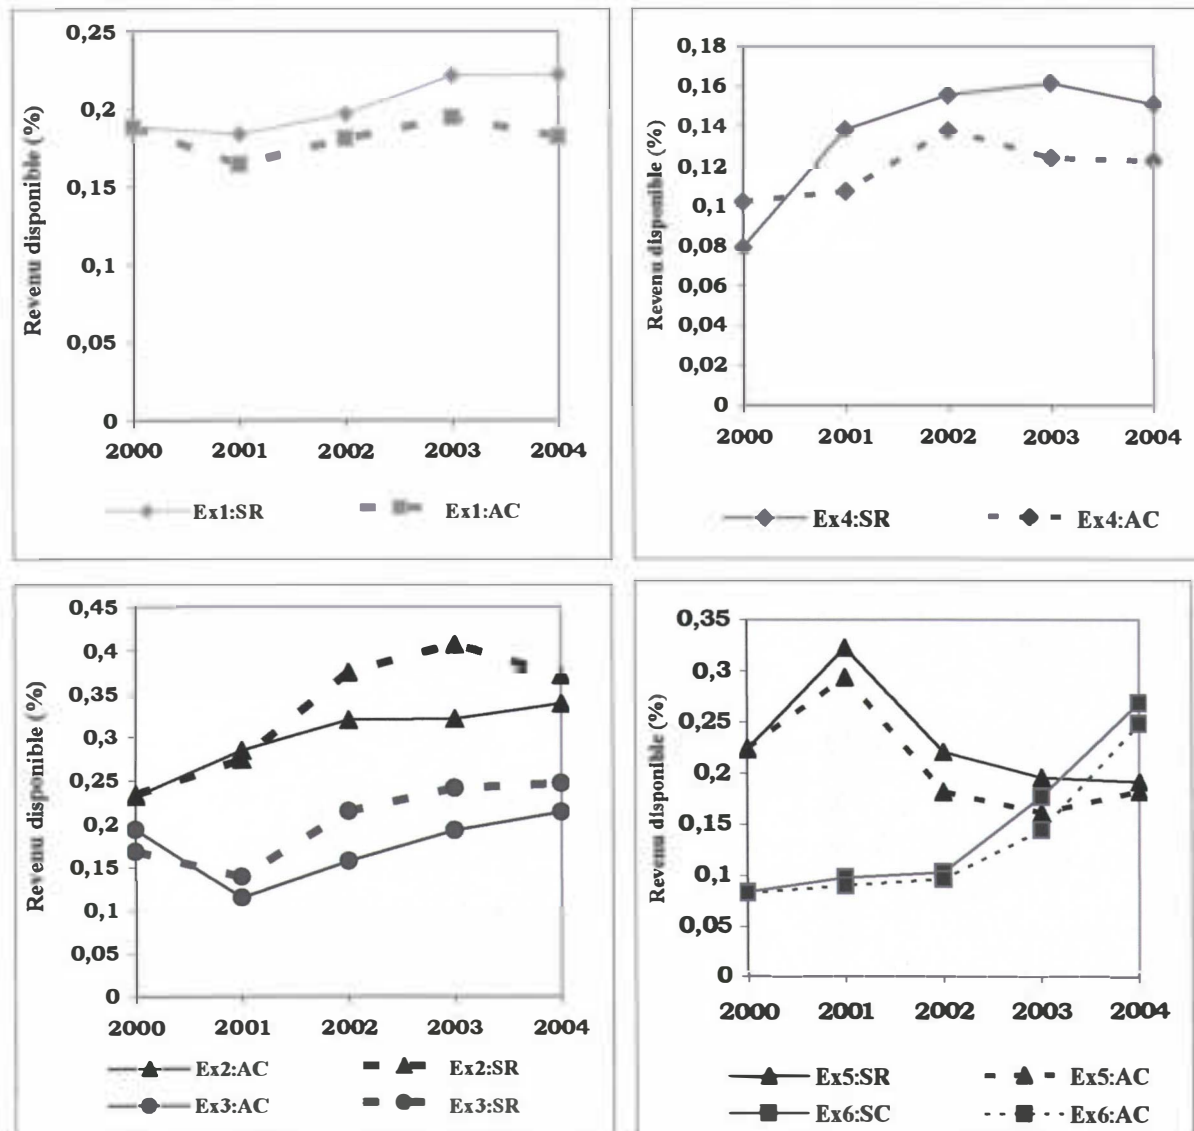 Revenu disponible (%)
0,25
0,2
0,15
0,1
0,05
0
2000 2001 2002 2003 2004
Ex1:SR Ex1:AC
Revenu disponible (%)
0,18
0,16
0,14
0,12
0,1
0,08
0,06
0,04
0,02
0
2000 2001 2002 2003 2004
Ex4:SR Ex4:AC
Revenu disponible (%)
0,45
0,4
0,35
0,3
0,25
0,2
0,15
0,1
0,05
0
2000 2001 2002 2003 2004
Ex2:AC Ex2:SR
Ex3:AC Ex3:SR
Revenu disponible (%)
0,35
0,3
0,25
0,2
0,15
0,1
0,05
0
2000 2001 2002 2003 2004
Ex5:SR Ex5:AC
Ex6:SC Ex6:AC